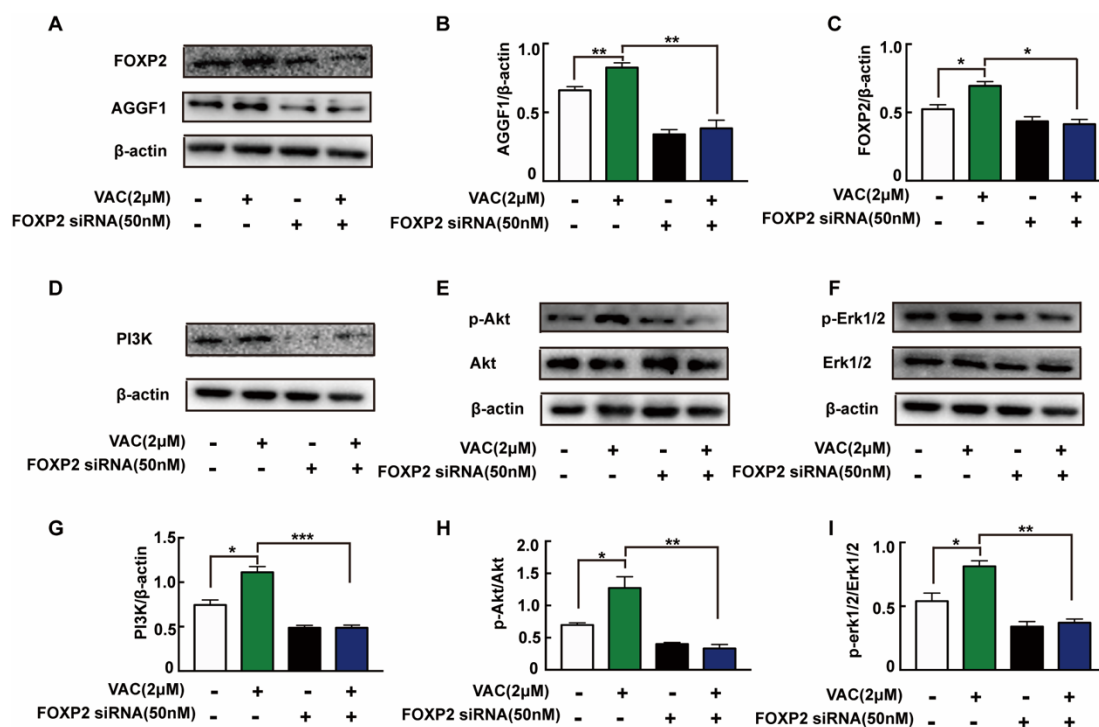 A
FOXP2
AGGF1
β-actin
VAC(2μM) - + - +
FOXP2 siRNA(50nM) - - + +
B
AGGF1/β-actin
1.0
0.5
0
** **
VAC(2μM) - + - +
FOXP2 siRNA(50nM) - - + +
C
FOXP2/β-actin
1.0
0.5
0
* *
VAC(2μM) - + - +
FOXP2 siRNA(50nM) - - + +
D
PI3K
β-actin
VAC(2μM) - + - +
FOXP2 siRNA(50nM) - - + +
E
p-Akt
Akt
β-actin
VAC(2μM) - + - +
FOXP2 siRNA(50nM) - - + +
F
p-Erk1/2
Erk1/2
β-actin
VAC(2μM) - + - +
FOXP2 siRNA(50nM) - - + +
G
PI3K/β-actin
1.5
1.0
0.5
0
* ***
VAC(2μM) - + - +
FOXP2 siRNA(50nM) - - + +
H
p-Akt/Akt
2.0
1.5
1.0
0.5
0
* **
VAC(2μM) - + - +
FOXP2 siRNA(50nM) - - + +
I
p-erk1/2/Erk1/2
1.0
0.5
0
* **
VAC(2μM) - + - +
FOXP2 siRNA(50nM) - - + +